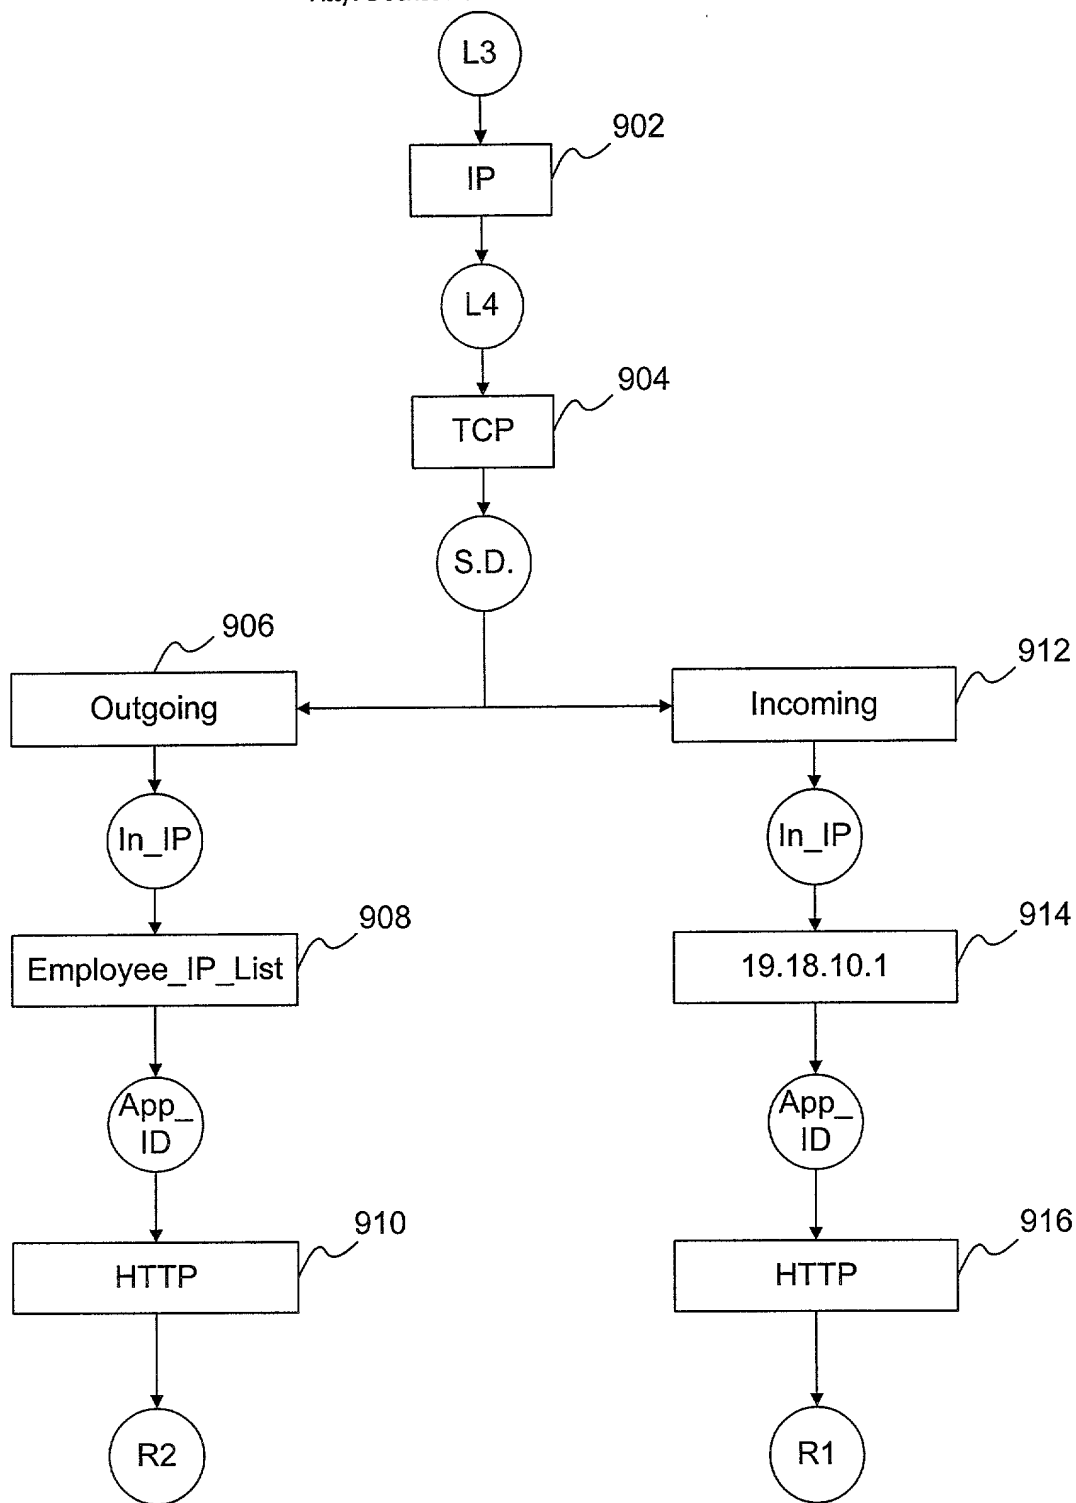 L3
902
IP
L4
904
TCP
S.D.
906
Outgoing
912
Incoming
In_IP
In_IP
908
Employee_IP_List
914
19.18.10.1
App_
ID
App_
ID
910
HTTP
916
HTTP
R2
R1